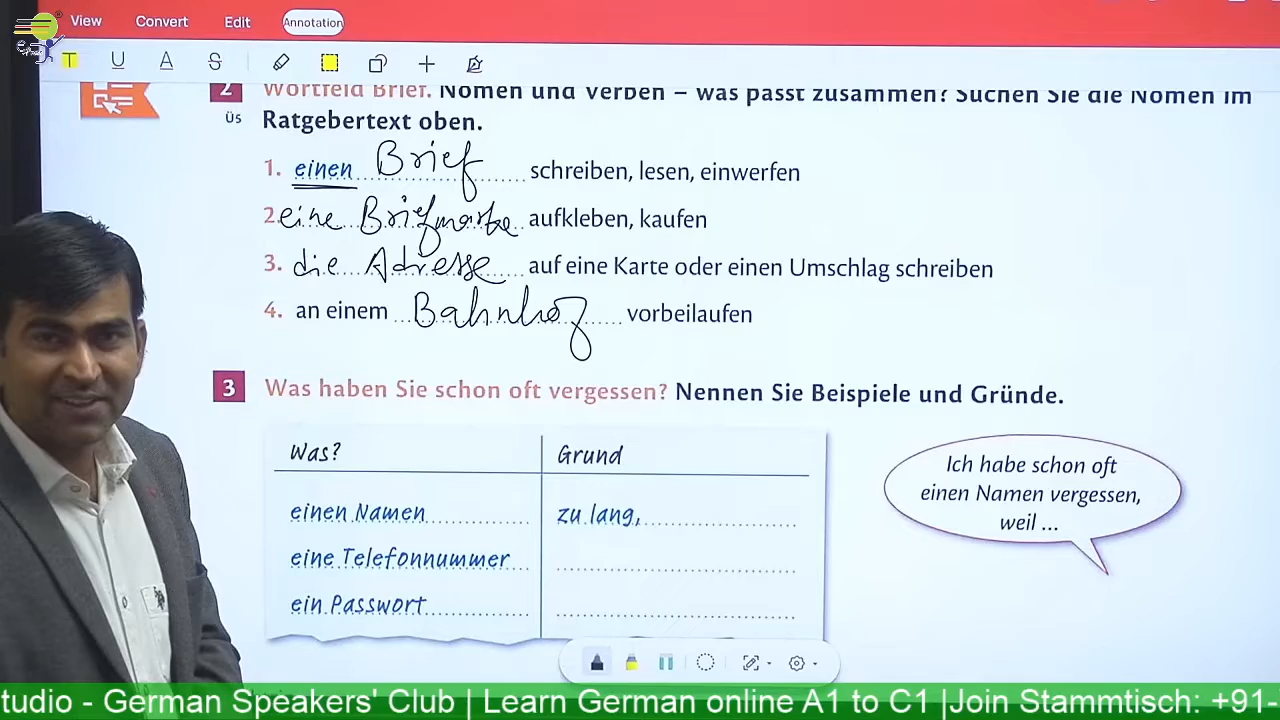 View Convert Edit Annotation
T U A S
2 Wortfeld Brief. Nomen und Verben – was passt zusammen? Suchen Sie die Nomen im
Üs Ratgebertext oben.
1. einen Brief schreiben, lesen, einwerfen
2. eine Briefmarke aufkleben, kaufen
3. die Adresse auf eine Karte oder einen Umschlag schreiben
4. an einem Bahnhof vorbeilaufen
3 Was haben Sie schon oft vergessen? Nennen Sie Beispiele und Gründe.
Was? Grund
einen Namen zu lang,
eine Telefonnummer
ein Passwort
Ich habe schon oft
einen Namen vergessen,
weil ...
tudio - German Speakers' Club | Learn German online A1 to C1 |Join Stammtisch: +91-